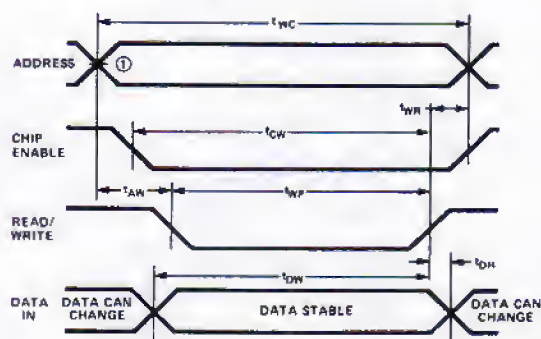 tWC
ADDRESS
①
tWR
CHIP
ENABLE
tCW
tAW
tWP
READ/
WRITE
tDW
tDH
DATA
IN
DATA CAN
CHANGE
DATA STABLE
DATA CAN
CHANGE